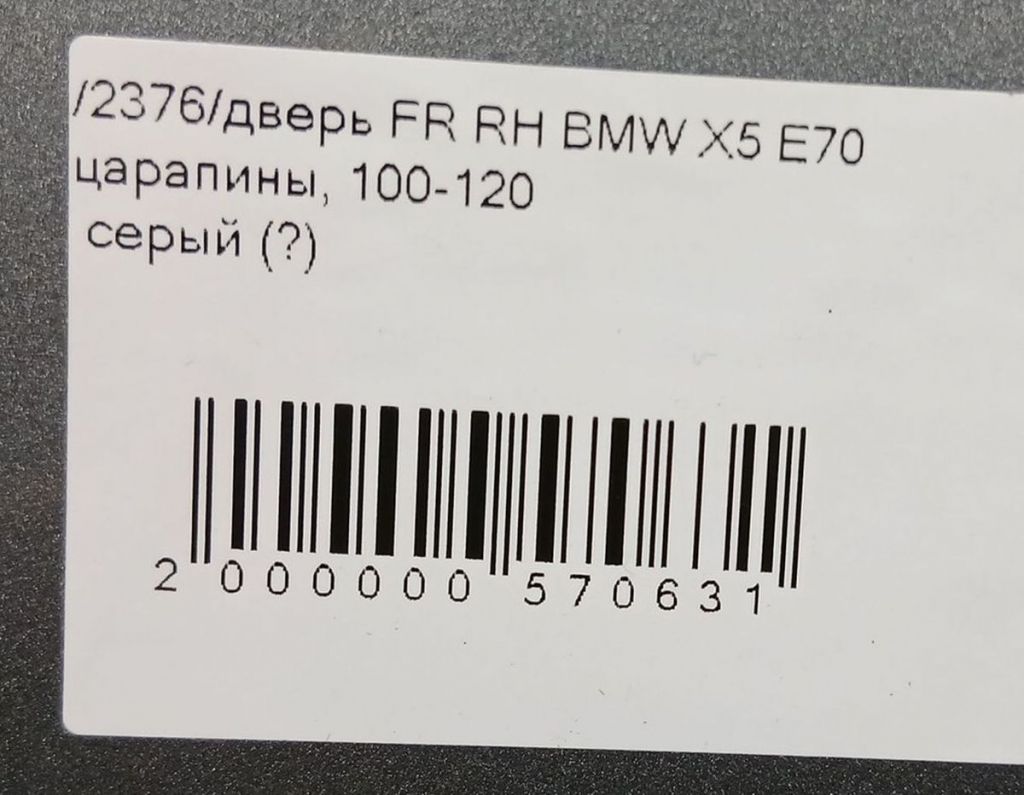 /2376/дверь FR RH BMW X5 E70
царапины, 100-120
серый (?)
2 000000 570631